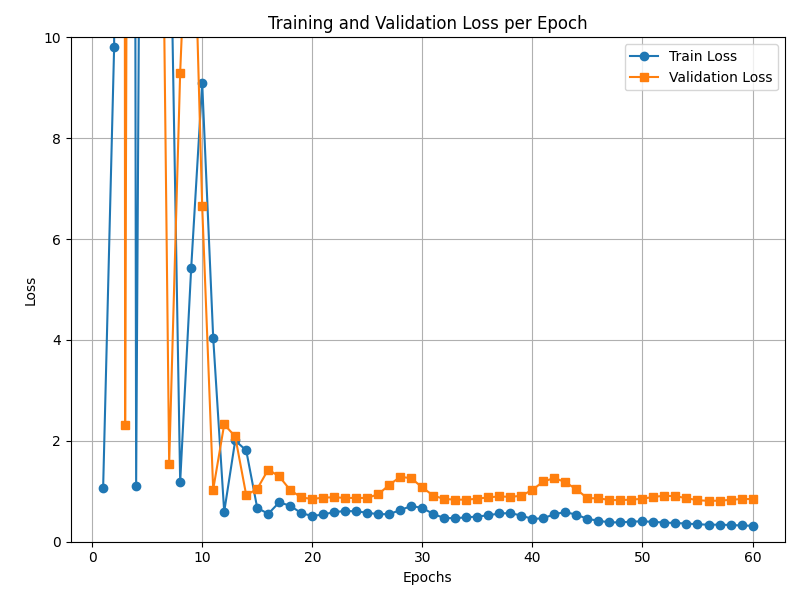 Training and Validation Loss per Epoch
Train Loss
Validation Loss
Loss
10
8
6
4
2
0
0 10 20 30 40 50 60
Epochs